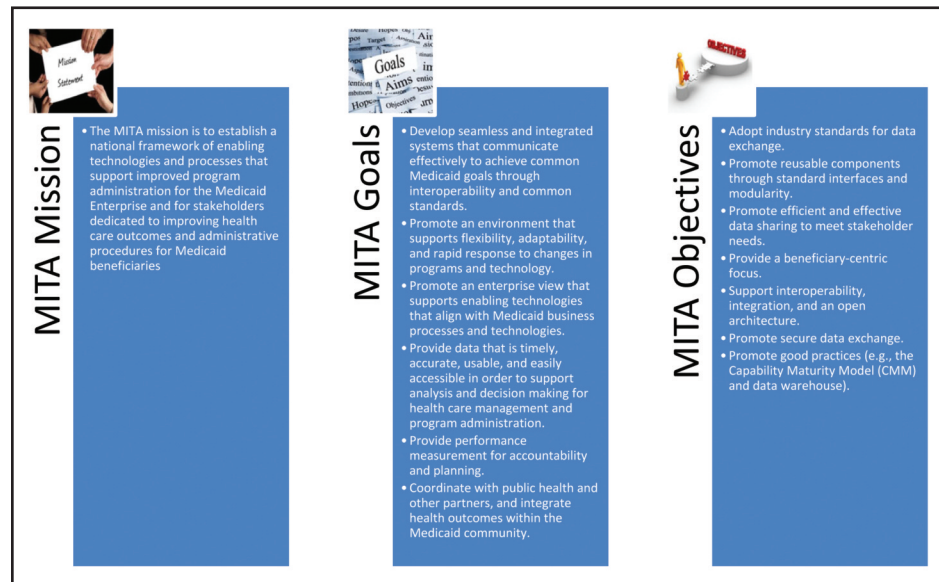 Mission
Statement
MITA Mission
• The MITA mission is to establish a
national framework of enabling
technologies and processes that
support improved program
administration for the Medicaid
Enterprise and for stakeholders
dedicated to improving health
care outcomes and administrative
procedures for Medicaid
beneficiaries
Target
Goals
Aims
Hope
Objectives
MITA Goals
• Develop seamless and integrated
systems that communicate
effectively to achieve common
Medicaid goals through
interoperability and common
standards.
• Promote an environment that
supports flexibility, adaptability,
and rapid response to changes in
programs and technology.
• Promote an enterprise view that
supports enabling technologies
that align with Medicaid business
processes and technologies.
• Provide data that is timely,
accurate, usable, and easily
accessible in order to support
analysis and decision making for
health care management and
program administration.
• Provide performance
measurement for accountability
and planning.
• Coordinate with public health and
other partners, and integrate
health outcomes within the
Medicaid community.
OBJECTIVES
MITA Objectives
• Adopt industry standards for data
exchange.
• Promote reusable components
through standard interfaces and
modularity.
• Promote efficient and effective
data sharing to meet stakeholder
needs.
• Provide a beneficiary-centric
focus.
• Support interoperability,
integration, and an open
architecture.
• Promote secure data exchange.
• Promote good practices (e.g., the
Capability Maturity Model (CMM)
and data warehouse).